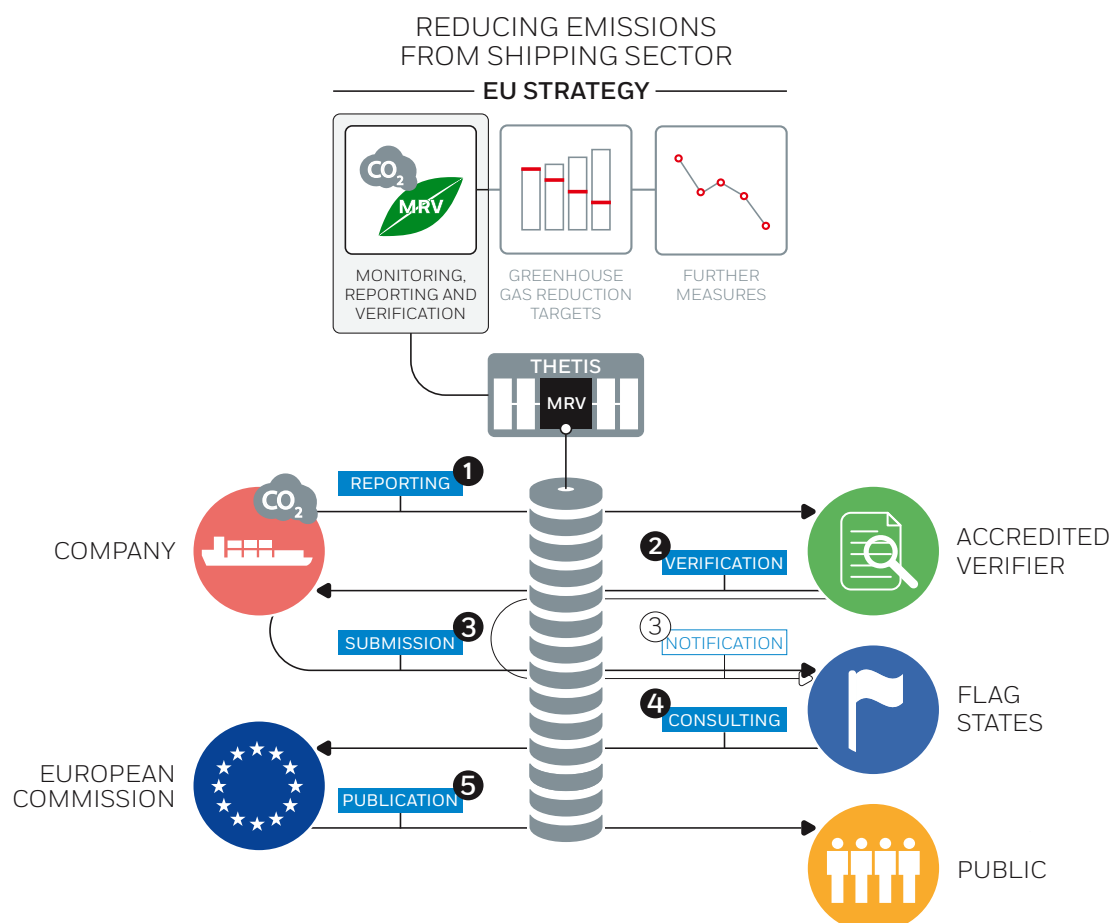 REDUCING EMISSIONS
FROM SHIPPING SECTOR
EU STRATEGY
CO2
MRV
MONITORING,
REPORTING AND
VERIFICATION
GREENHOUSE
GAS REDUCTION
TARGETS
FURTHER
MEASURES
THETIS
MRV
REPORTING 1
CO2
COMPANY
2 VERIFICATION
ACCREDITED
VERIFIER
SUBMISSION 3
3 NOTIFICATION
FLAG
STATES
4 CONSULTING
EUROPEAN
COMMISSION
PUBLICATION 5
PUBLIC